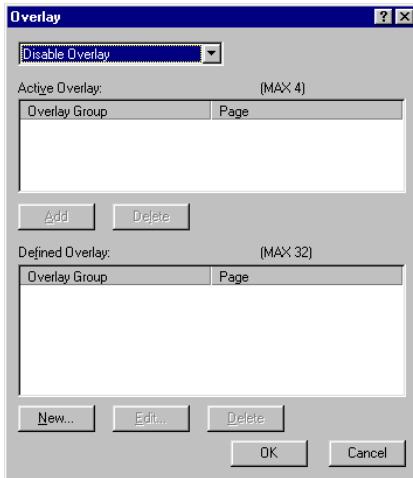 Overlay
Disable Overlay
Active Overlay: (MAX 4)
Overlay Group Page
Add Delete
Defined Overlay: (MAX 32)
Overlay Group Page
New... Edit... Delete
OK Cancel